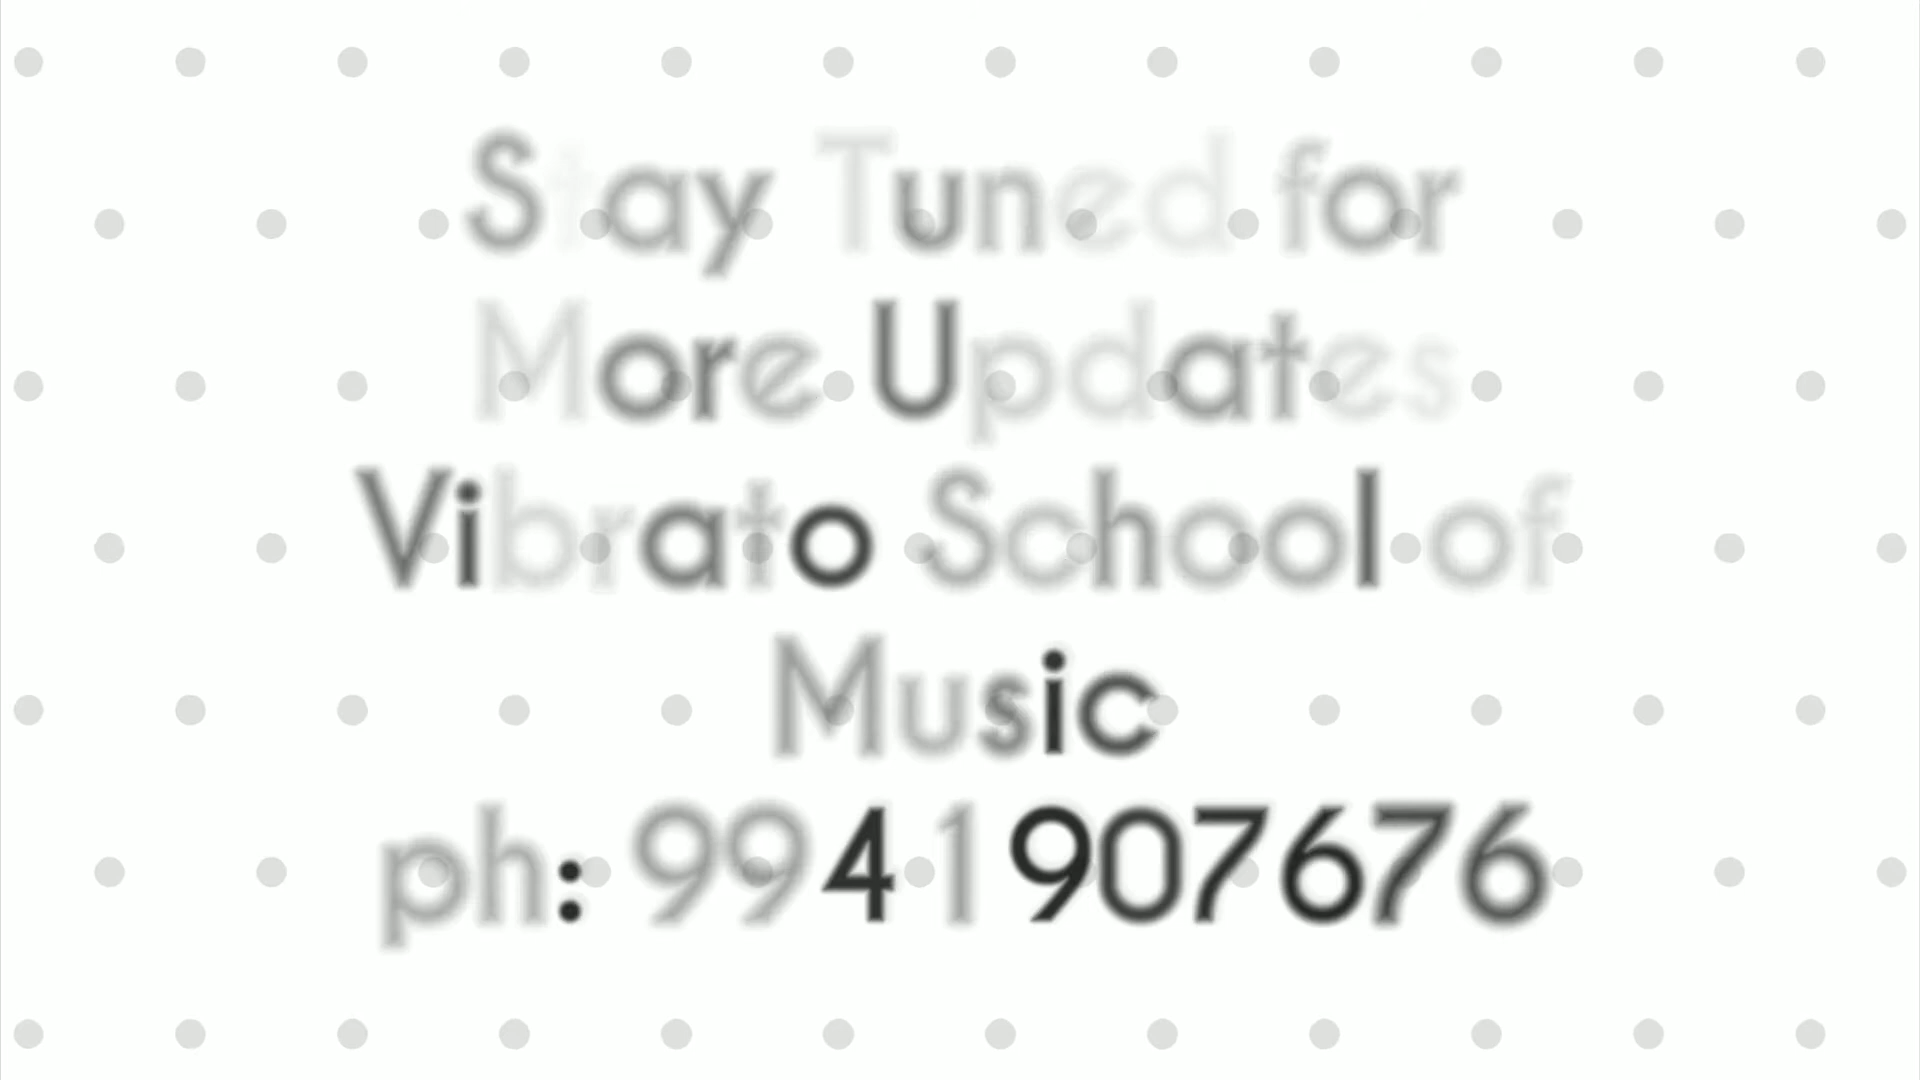 Stay Tuned for
More Updates
Vibrato School of
Music
ph: 9941907676